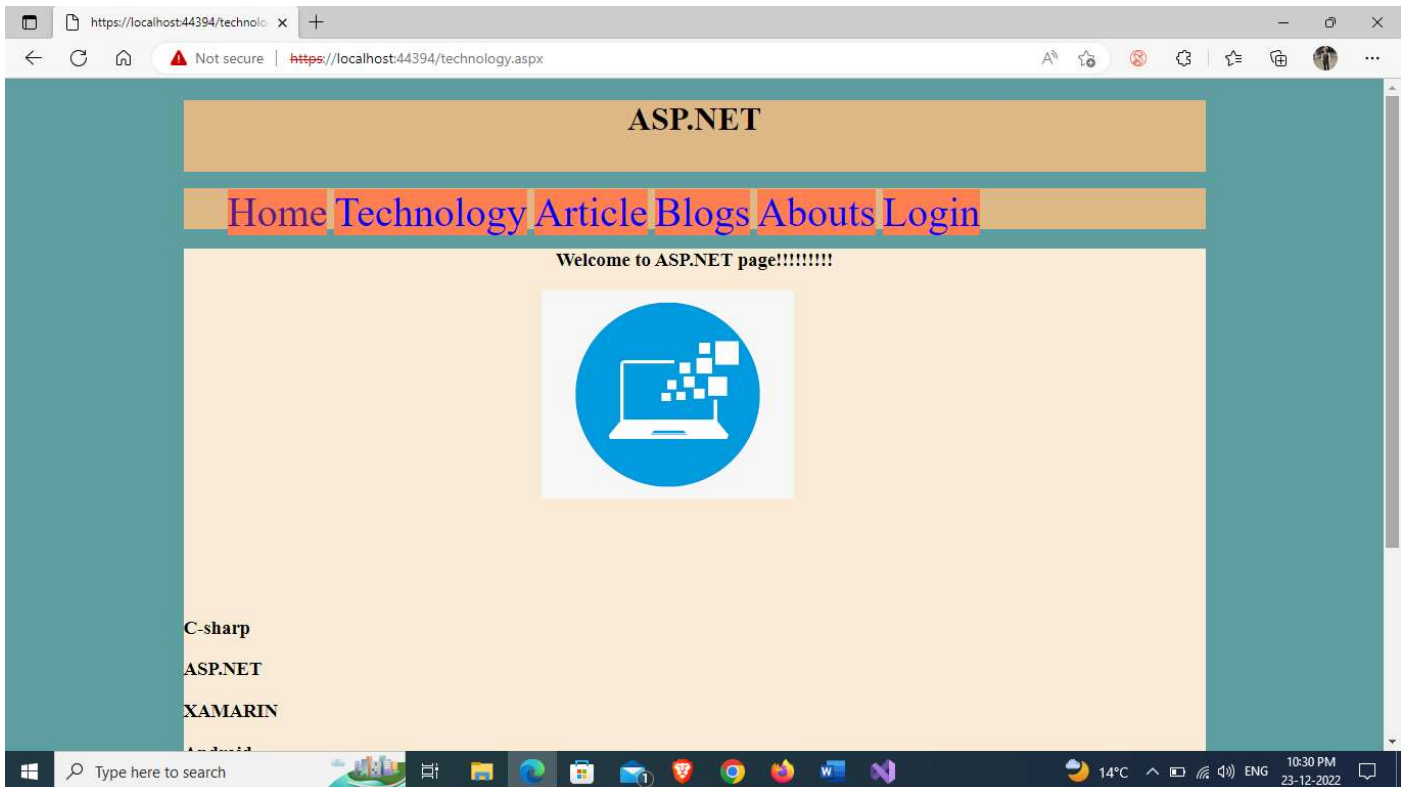 https://localhost:44394/technolo
Not secure | https://localhost:44394/technology.aspx
ASP.NET
Home Technology Article Blogs Abouts Login
Welcome to ASP.NET page!!!!!!!!!
C-sharp
ASP.NET
XAMARIN
Android
Type here to search
14°C ENG 10:30 PM
23-12-2022